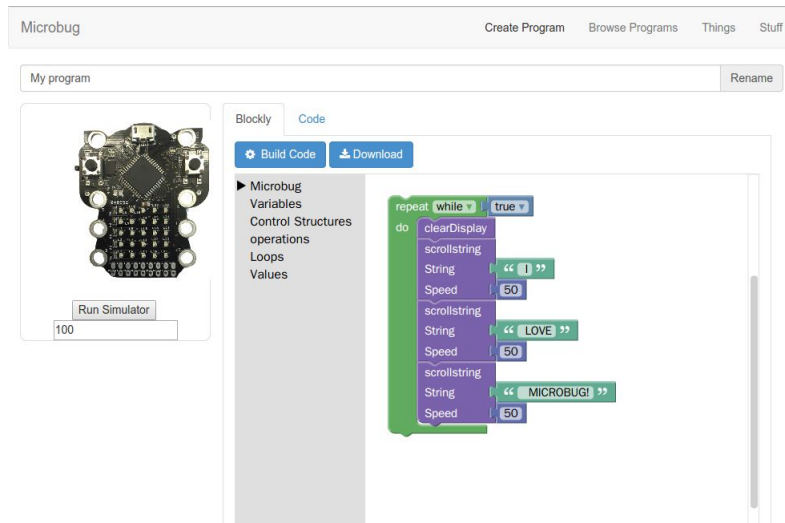 Microbug Create Program Browse Programs Things Stuff
My program Rename
Blockly Code
Build Code Download
Microbug
Variables
Control Structures
operations
Loops
Values
repeat while true
do clearDisplay
scrollstring
String “ I ”
Speed 50
scrollstring
String “ LOVE ”
Speed 50
scrollstring
String “ MICROBUG! ”
Speed 50
Run Simulator
100